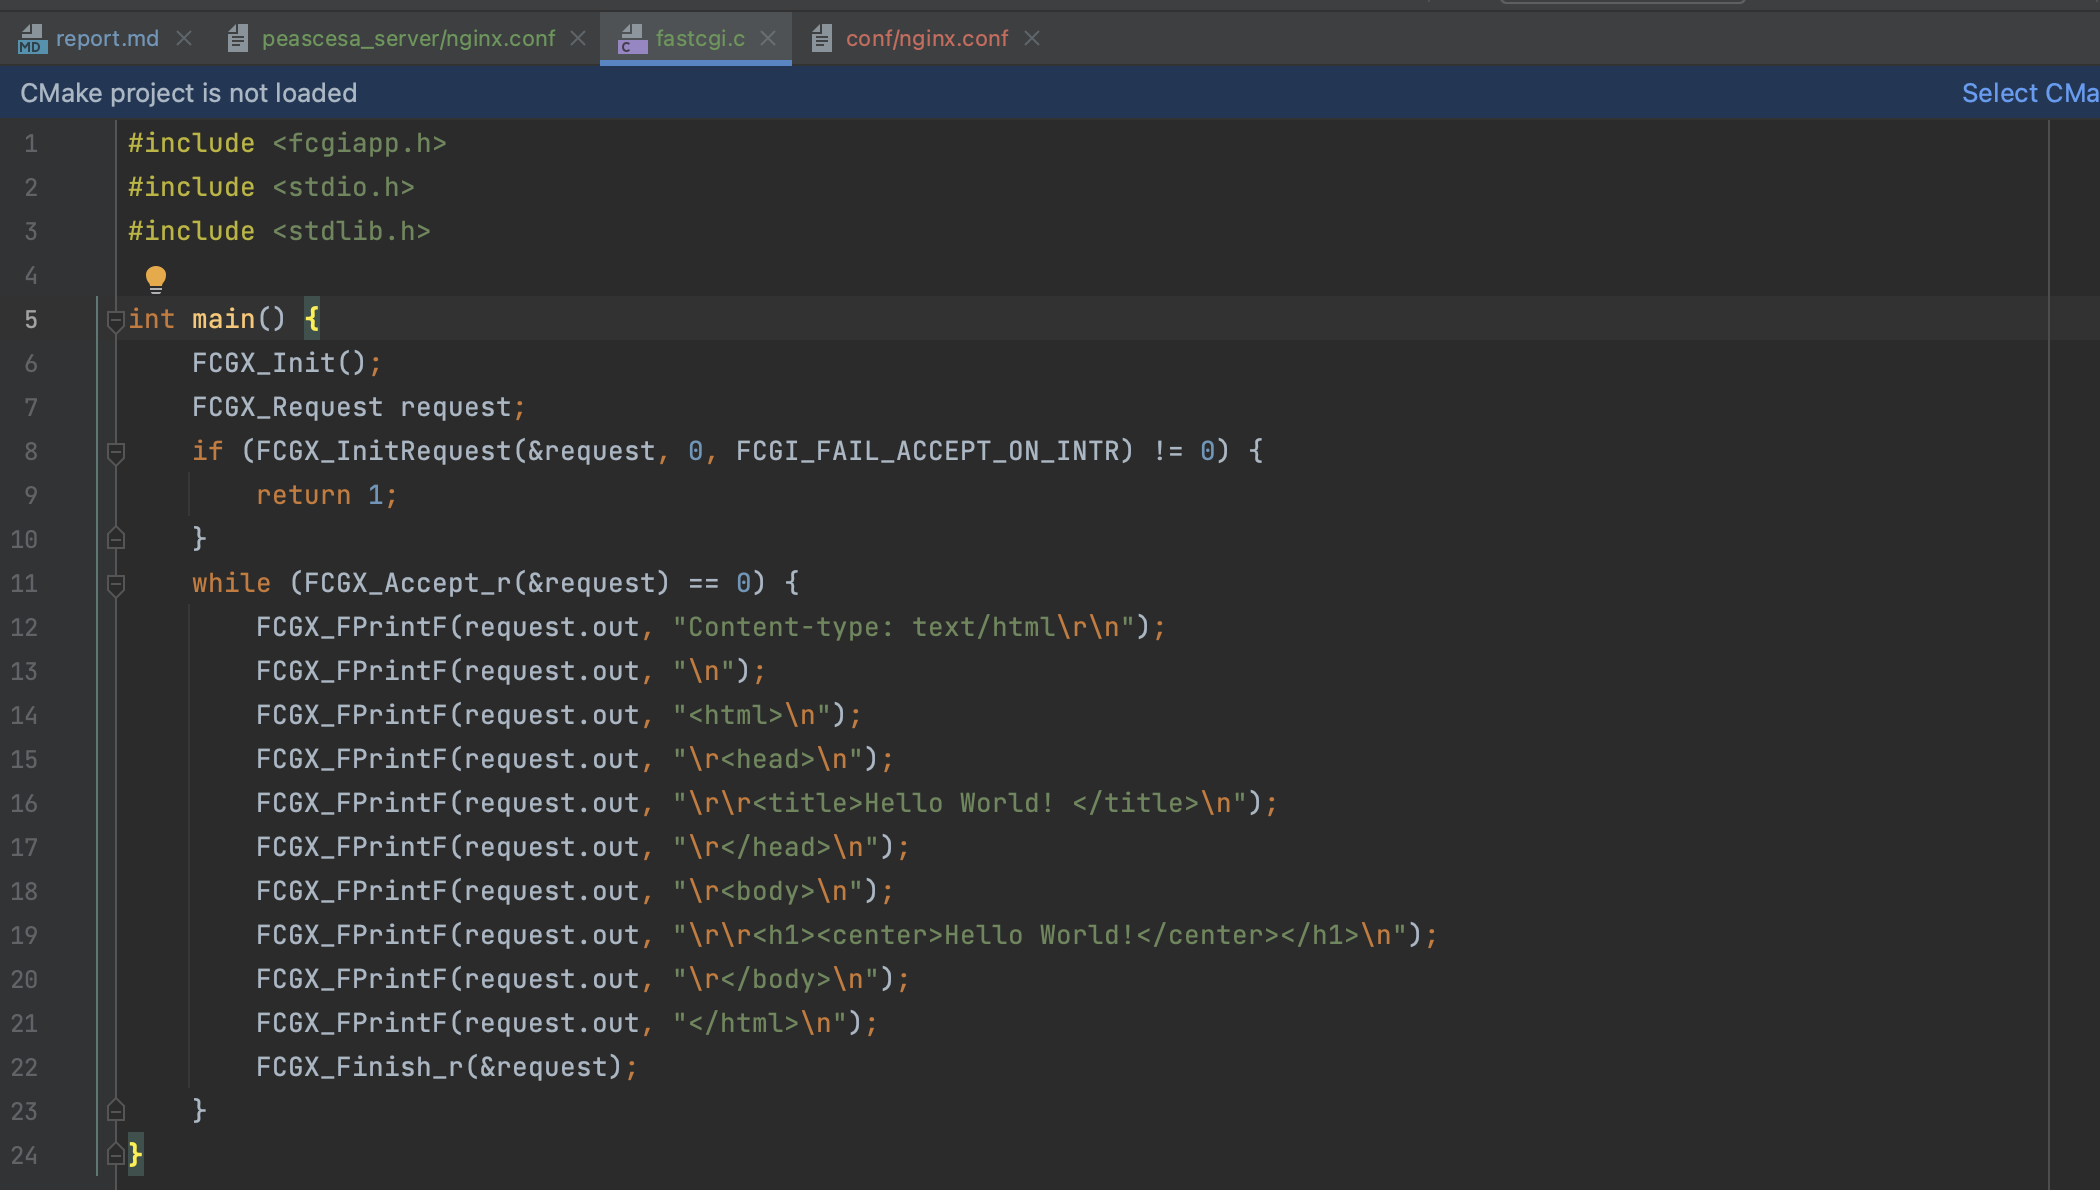 report.md peascesa_server/nginx.conf fastcgi.c conf/nginx.conf
CMake project is not loaded Select CMa
1 #include <fcgiapp.h>
2 #include <stdio.h>
3 #include <stdlib.h>
4
5 int main() {
6     FCGX_Init();
7     FCGX_Request request;
8     if (FCGX_InitRequest(&request, 0, FCGI_FAIL_ACCEPT_ON_INTR) != 0) {
9         return 1;
10     }
11     while (FCGX_Accept_r(&request) == 0) {
12         FCGX_FPrintF(request.out, "Content-type: text/html\r\n");
13         FCGX_FPrintF(request.out, "\n");
14         FCGX_FPrintF(request.out, "<html>\n");
15         FCGX_FPrintF(request.out, "\r<head>\n");
16         FCGX_FPrintF(request.out, "\r\r<title>Hello World! </title>\n");
17         FCGX_FPrintF(request.out, "\r</head>\n");
18         FCGX_FPrintF(request.out, "\r<body>\n");
19         FCGX_FPrintF(request.out, "\r\r<h1><center>Hello World!</center></h1>\n");
20         FCGX_FPrintF(request.out, "\r</body>\n");
21         FCGX_FPrintF(request.out, "</html>\n");
22         FCGX_Finish_r(&request);
23     }
24 }